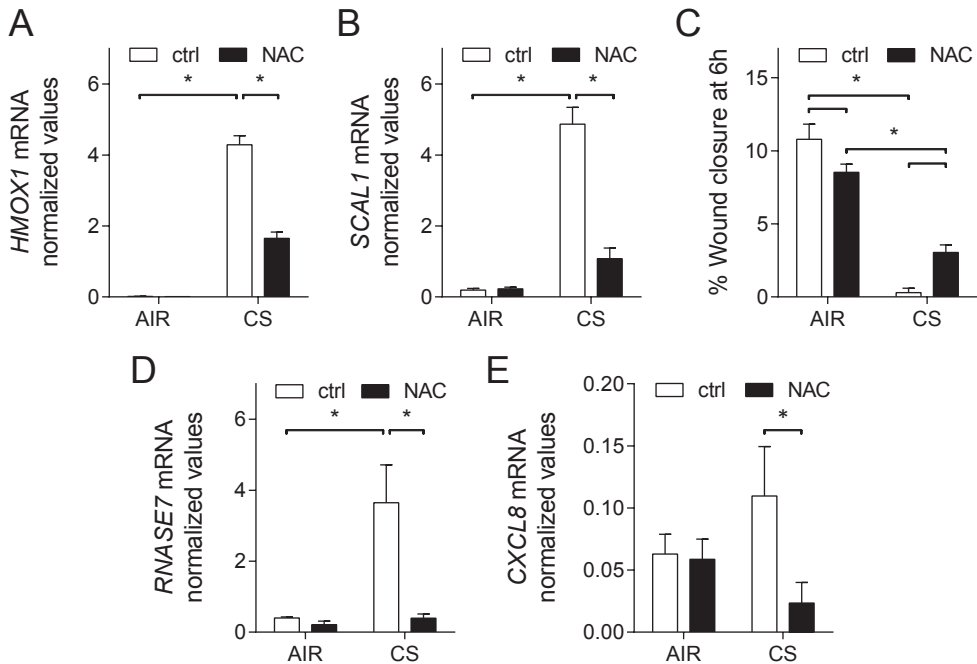 A
ctrl NAC
* *
HMOX1 mRNA
normalized values
6
4
2
0
AIR CS
B
ctrl NAC
* *
SCAL1 mRNA
normalized values
6
4
2
0
AIR CS
C
ctrl NAC
*
*
% Wound closure at 6h
15
10
5
0
AIR CS
D
ctrl NAC
* *
RNASE7 mRNA
normalized values
6
4
2
0
AIR CS
E
ctrl NAC
*
CXCL8 mRNA
normalized values
0.20
0.15
0.10
0.05
0.00
AIR CS